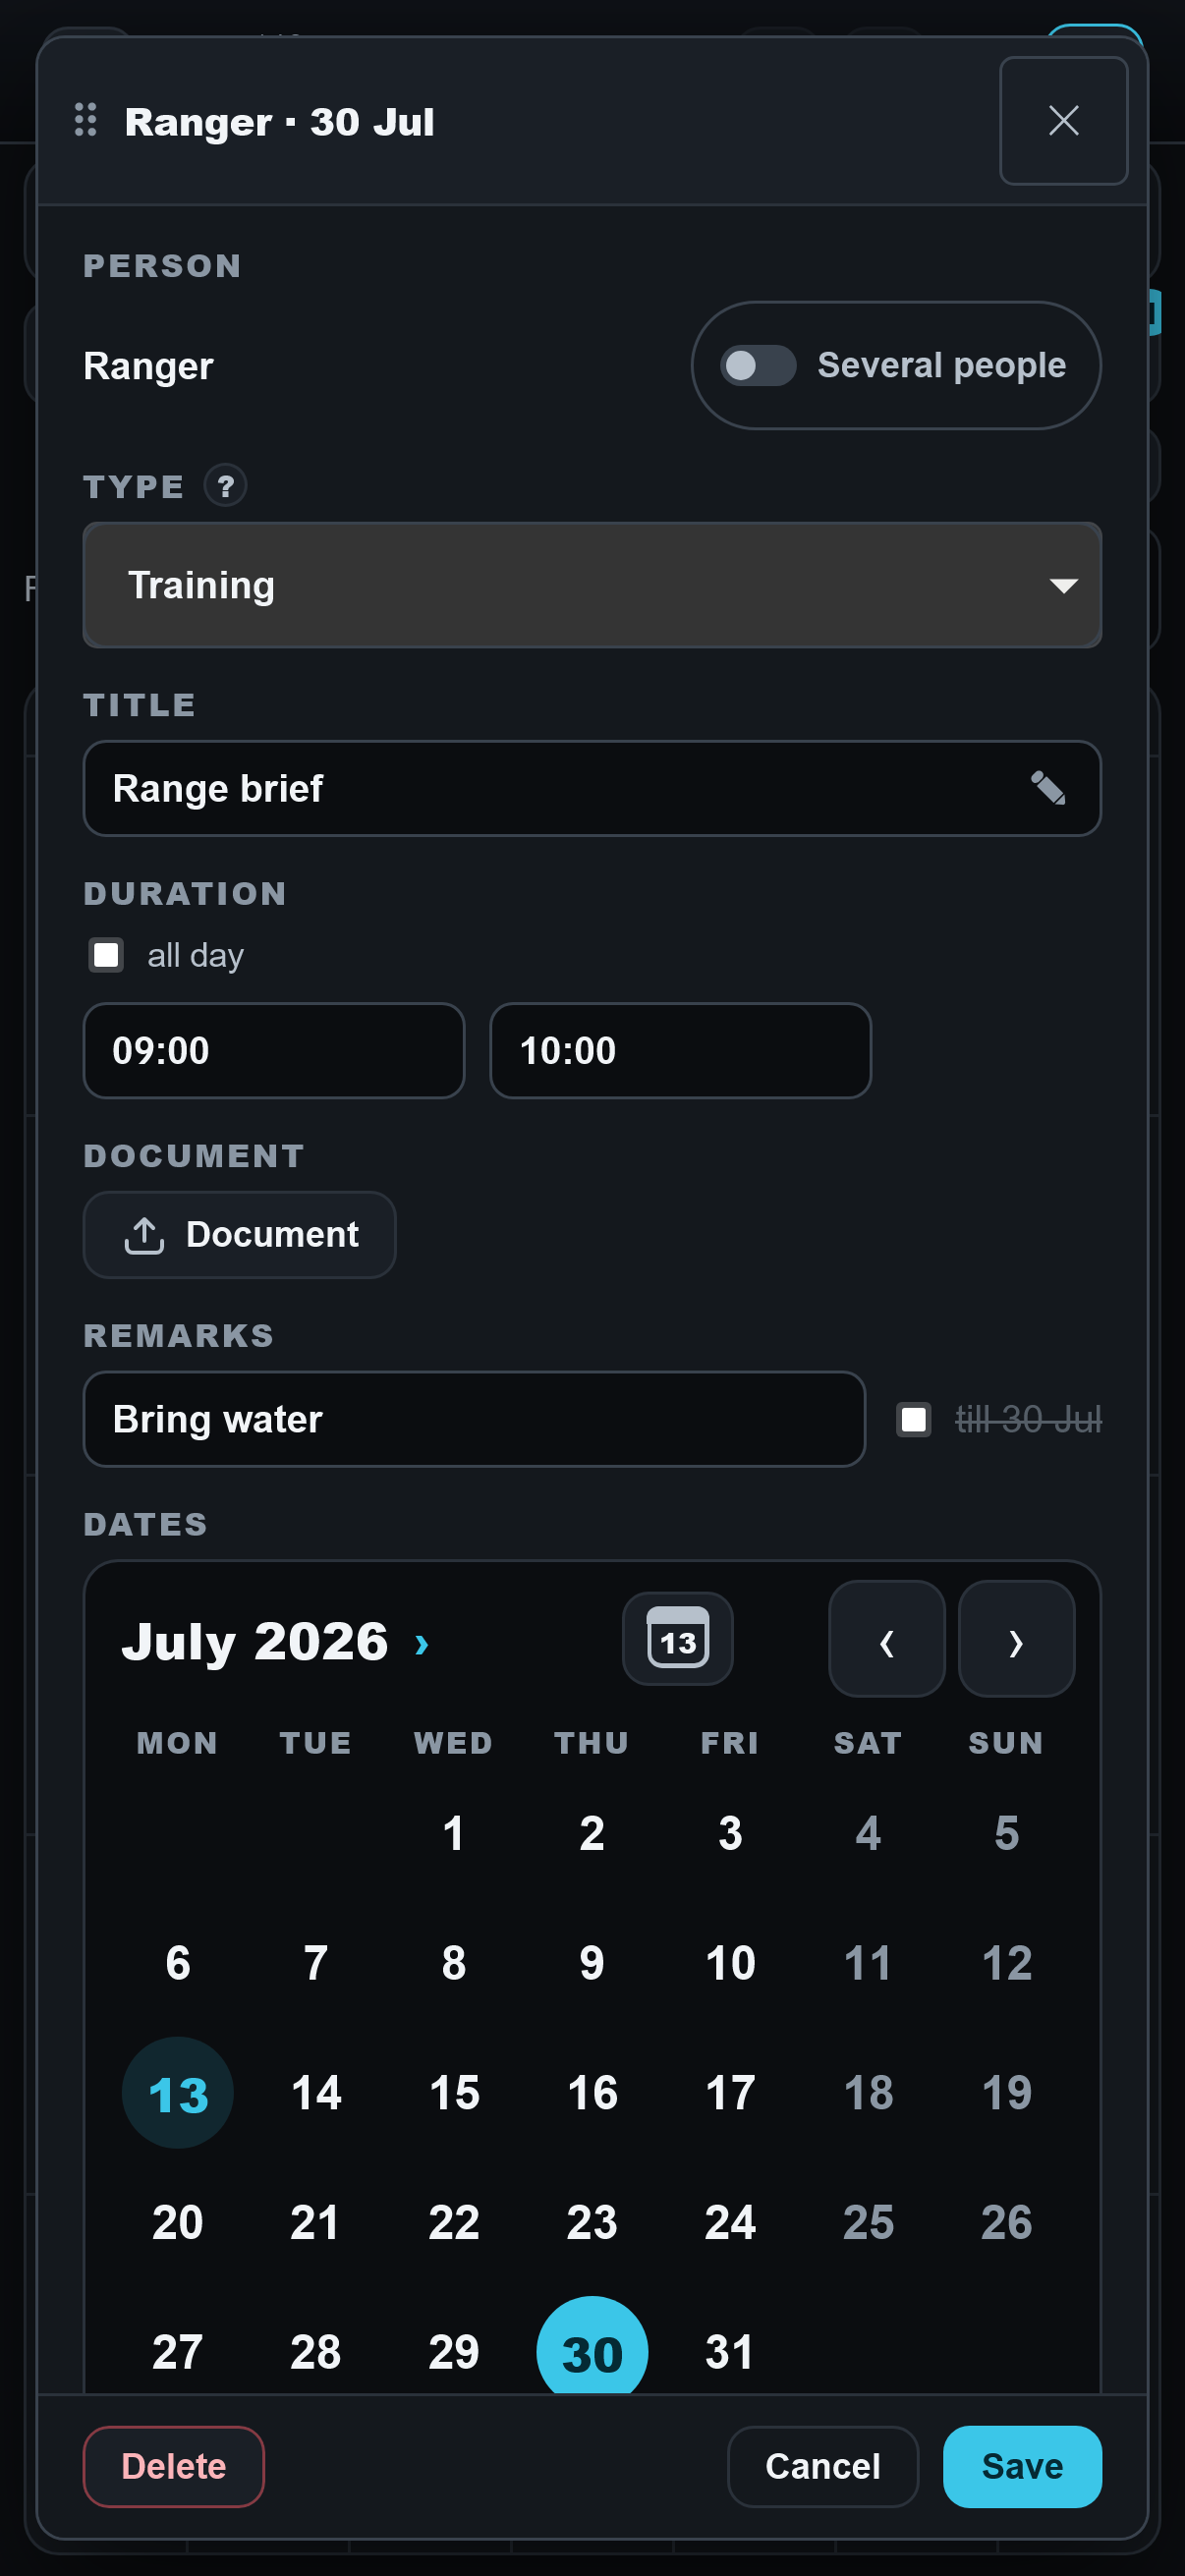 Ranger · 30 Jul
PERSON
Ranger
Several people
TYPE ?
Training
TITLE
Range brief
DURATION
all day
09:00 10:00
DOCUMENT
Document
REMARKS
Bring water
till 30 Jul
DATES
July 2026 ›
13
‹ ›
MON TUE WED THU FRI SAT SUN
1 2 3 4 5
6 7 8 9 10 11 12
13 14 15 16 17 18 19
20 21 22 23 24 25 26
27 28 29 30 31
Delete Cancel Save